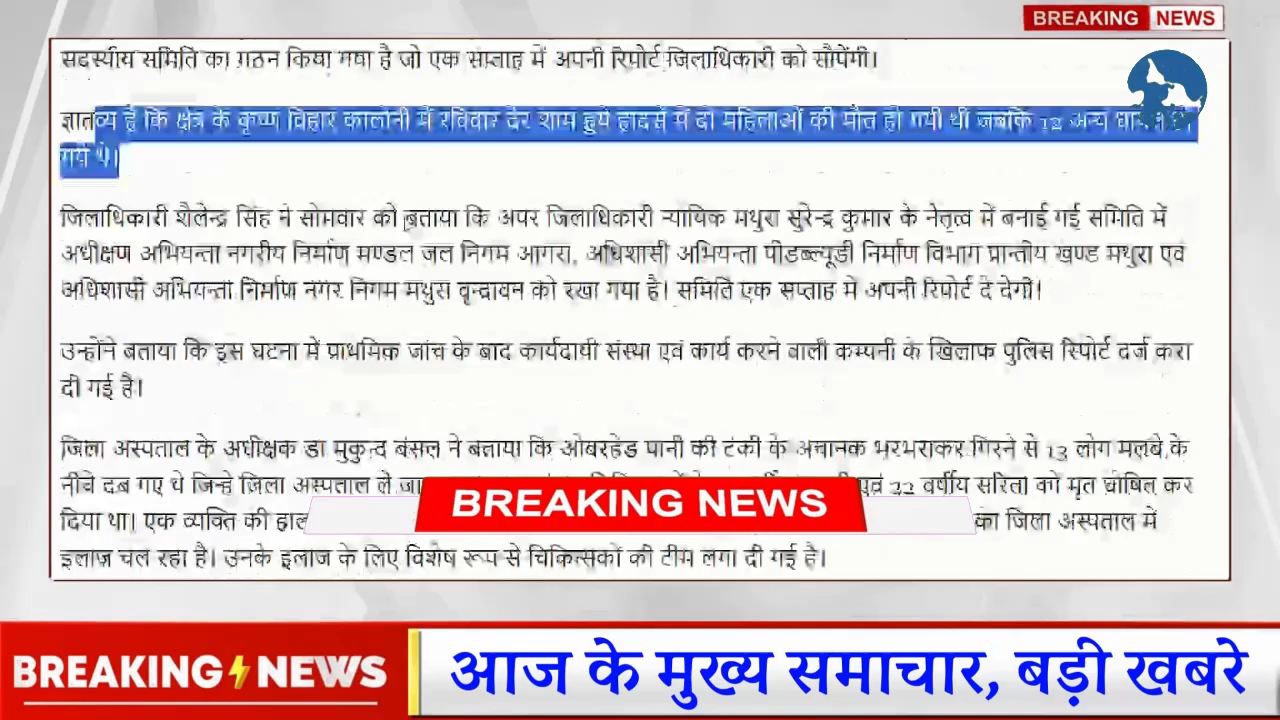 BREAKING NEWS
सदस्यीय समिति का गठन किया गया है जो एक सप्ताह में अपनी रिपोर्ट जिलाधिकारी को सौंपेगी।
ज्ञातव्य है कि क्षेत्र के कृष्ण विहार कालोनी में रविवार देर शाम हुये हादसे में दो महिलाओं की मौत हो गयी थी जबकि 12 अन्य
गये थे।
जिलाधिकारी शैलेन्द्र सिंह ने सोमवार को बताया कि अपर जिलाधिकारी न्यायिक मथुरा सुरेन्द्र कुमार के नेतृत्व में बनाई गई समिति में
अधीक्षण अभियन्ता नगरीय निर्माण मण्डल जल निगम आगरा, अधिशासी अभियन्ता पीडब्ल्यूडी निर्माण विभाग प्रान्तीय खण्ड मथुरा एवं
अधिशासी अभियन्ता निर्माण नगर निगम मथुरा वृन्दावन को रखा गया है। समिति एक सप्ताह में अपनी रिपोर्ट दे देगी।
उन्होंने बताया कि इस घटना में प्राथमिक जांच के बाद कार्यदायी संस्था एवं कार्य करने वाली कम्पनी के खिलाफ पुलिस रिपोर्ट दर्ज करा
दी गई है।
जिला अस्पताल के अधीक्षक डा मुकुन्द बंसल ने बताया कि ओवरहेड पानी की टंकी के अचानक भरभराकर गिरने से 13 लोग मलबे के
नीचे दब गए थे जिन्हे जिला अस्पताल ले एवं 22 वर्षीय सरिता को मृत घोषित कर
दिया था। एक व्यक्ति की का जिला अस्पताल में
BREAKING NEWS
इलाज चल रहा है। उनके इलाज के लिए विशेष रूप से चिकित्सकों की टीम लगा दी गई है।
BREAKING NEWS
आज के मुख्य समाचार, बड़ी खबरे